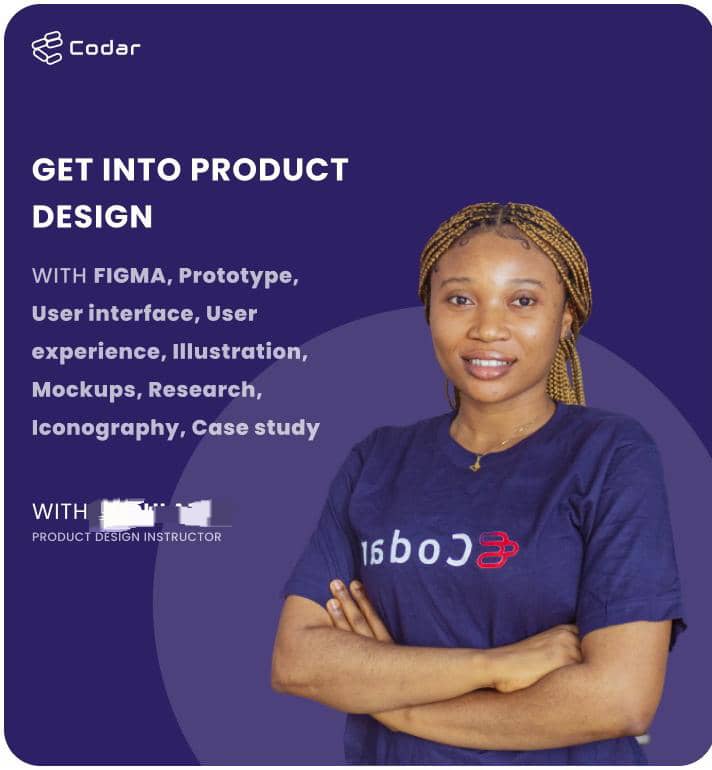 Codar
GET INTO PRODUCT
DESIGN
WITH FIGMA, Prototype,
User interface, User
experience, Illustration,
Mockups, Research,
Iconography, Case study
WITH
PRODUCT DESIGN INSTRUCTOR
Codar